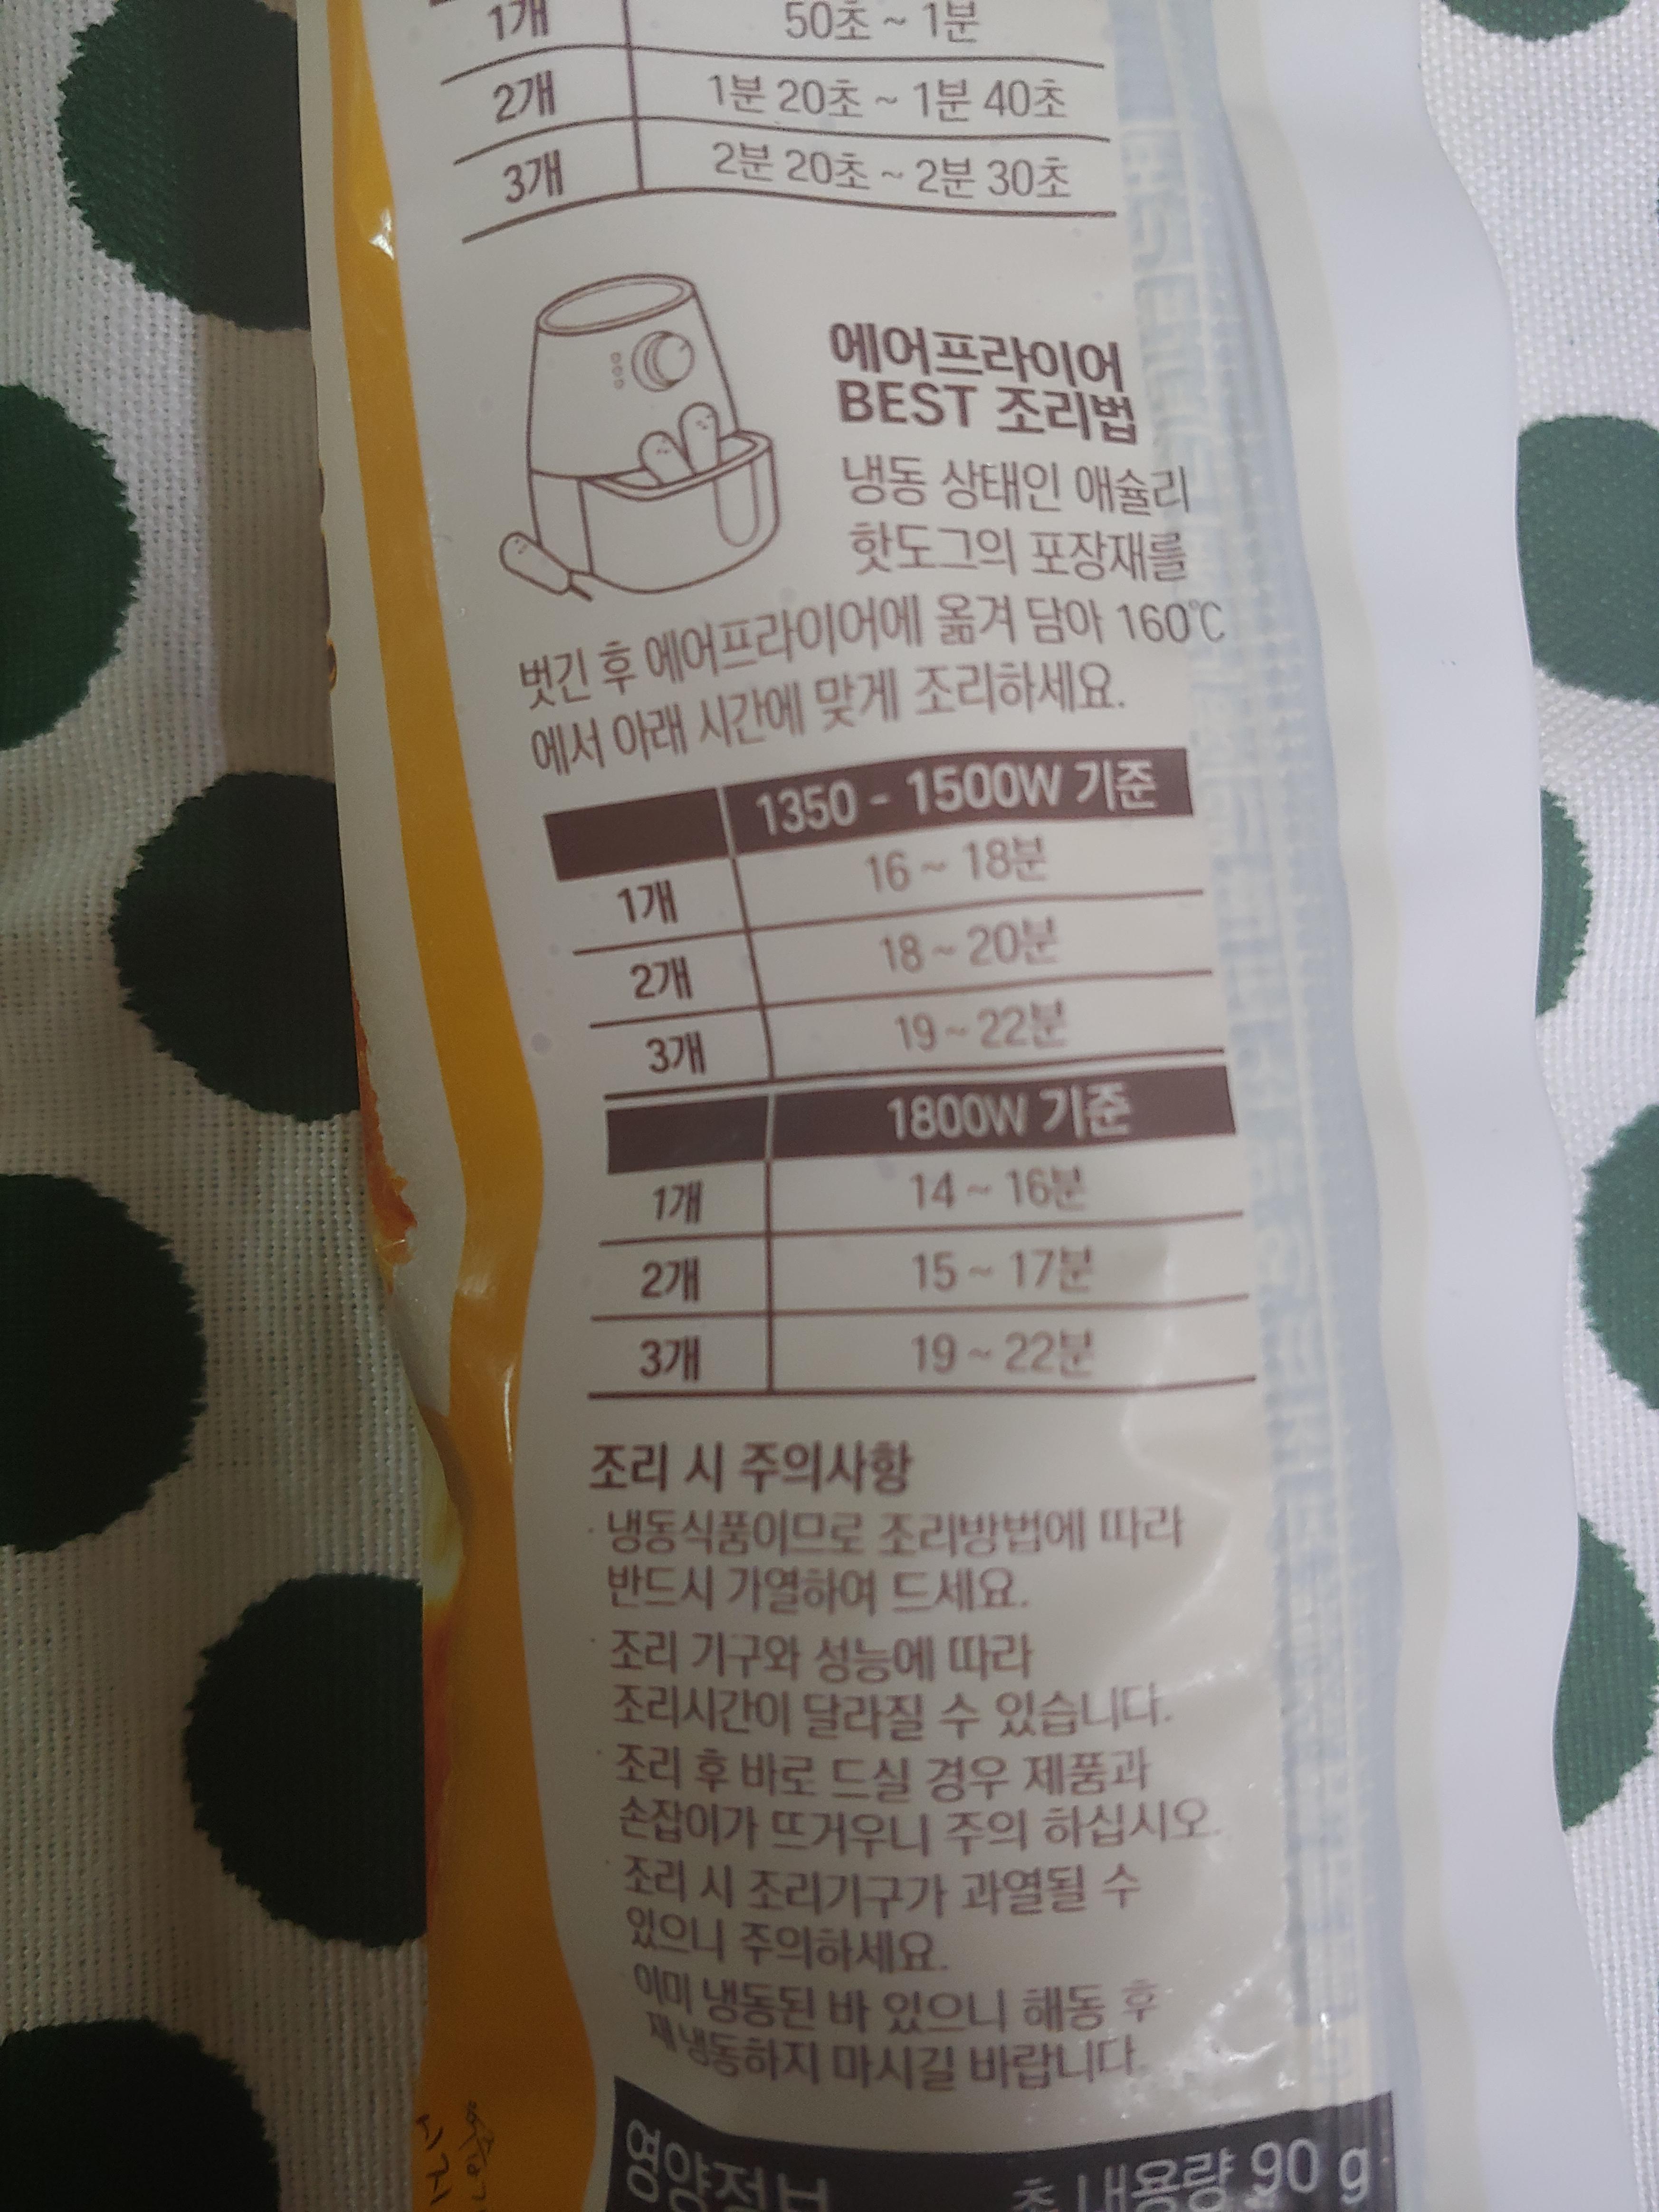 1개 50초 ~ 1분
2개 1분 20초 ~ 1분 40초
3개 2분 20초 ~ 2분 30초
에어프라이어
BEST 조리법
냉동 상태인 애슐리
핫도그의 포장재를
벗긴 후 에어프라이어에 옮겨 담아 160℃
에서 아래 시간에 맞게 조리하세요.
1350 - 1500W 기준
1개 16 ~ 18분
2개 18 ~ 20분
3개 19 ~ 22분
1800W 기준
1개 14 ~ 16분
2개 15 ~ 17분
3개 19 ~ 22분
조리 시 주의사항
· 냉동식품이므로 조리방법에 따라
반드시 가열하여 드세요.
· 조리 기구와 성능에 따라
조리시간이 달라질 수 있습니다.
· 조리 후 바로 드실 경우 제품과
손잡이가 뜨거우니 주의 하십시오.
· 조리 시 조리기구가 과열될 수
있으니 주의하세요.
이미 냉동된 바 있으니 해동 후
재냉동하지 마시길 바랍니다.
영양정보 총 내용량 90 g